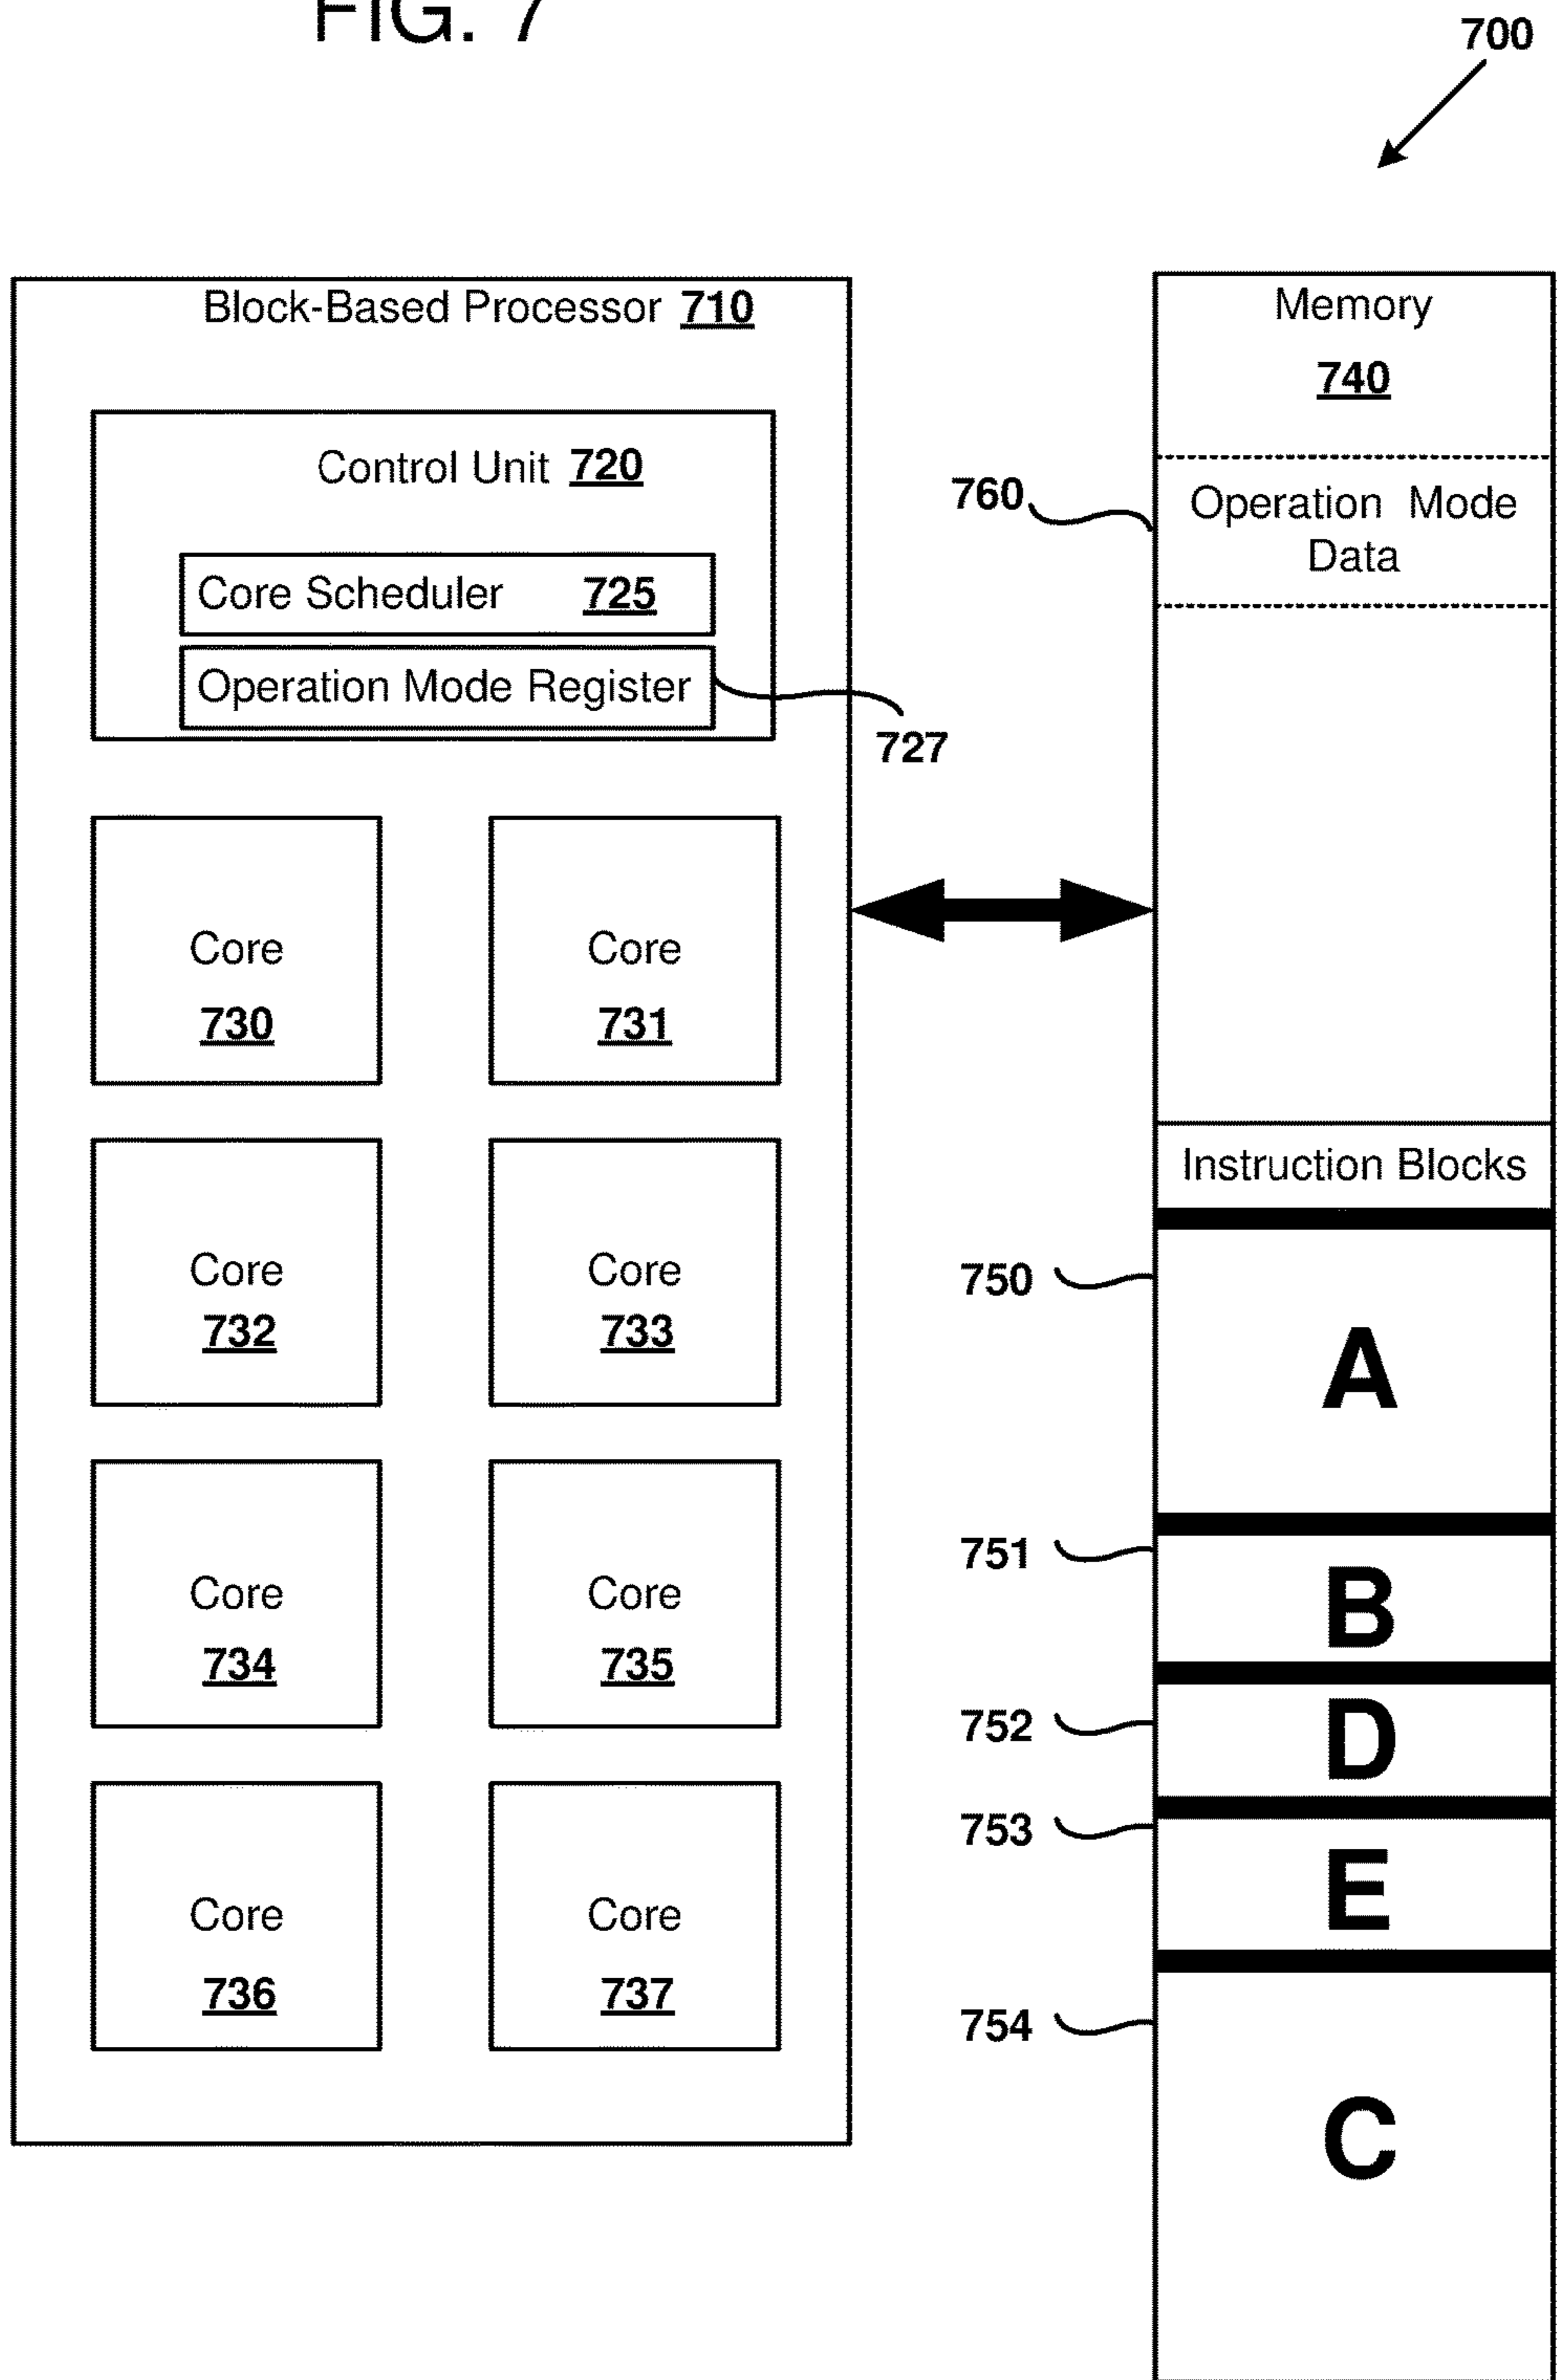 FIG. 7
700
Block-Based Processor 710
Control Unit 720
Core Scheduler 725
Operation Mode Register
727
Core
730
Core
731
Core
732
Core
733
Core
734
Core
735
Core
736
Core
737
Memory
740
760
Operation Mode
Data
Instruction Blocks
750
A
751
B
752
D
753
E
754
C